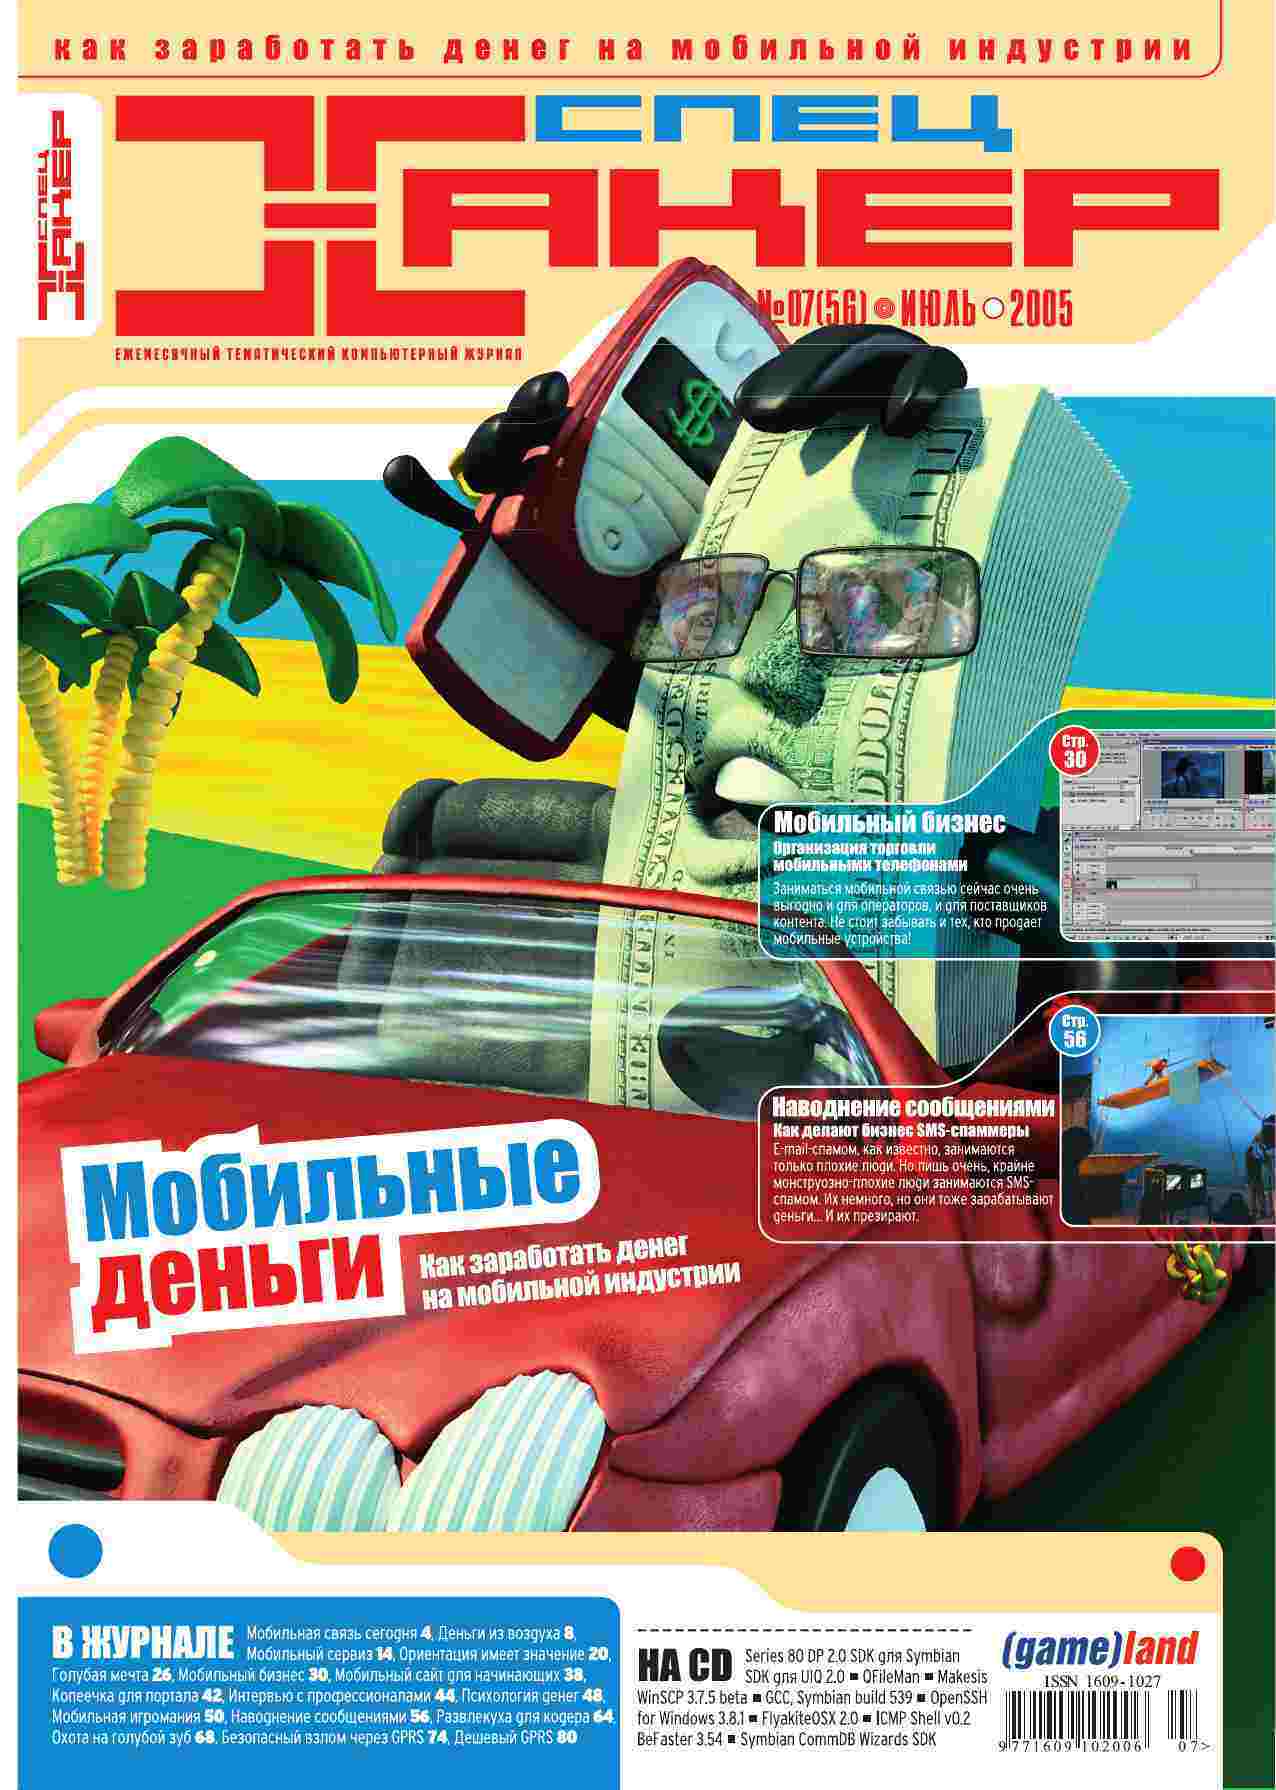 как заработать денег на мобильной индустрии
СПЕЦ
ХАКЕР
СПЕЦ
ХАКЕР
№07(56) ИЮЛЬ 2005
ЕЖЕМЕСЯЧНЫЙ ТЕМАТИЧЕСКИЙ КОМПЬЮТЕРНЫЙ ЖУРНАЛ
Стр.
30
Мобильный бизнес
Организация торговли
мобильными телефонами
Заниматься мобильной связью сейчас очень
выгодно и для операторов, и для поставщиков
контента. Не стоит забывать и тех, кто продает
мобильные устройства!
Стр.
56
Наводнение сообщениями
Как делают бизнес SMS-спаммеры
E-mail-спамом, как известно, занимаются
только плохие люди. Но лишь очень, крайне
монструозно-плохие люди занимаются SMS-
спамом. Их немного, но они тоже зарабатывают
деньги... И их презирают.
Мобильные
деньги
Как заработать денег
на мобильной индустрии
В ЖУРНАЛЕ Мобильная связь сегодня 4, Деньги из воздуха 8,
Мобильный сервиз 14, Ориентация имеет значение 20,
Голубая мечта 26, Мобильный бизнес 30, Мобильный сайт для начинающих 38,
Копеечка для портала 42, Интервью с профессионалами 44, Психология денег 48,
Мобильная игромания 50, Наводнение сообщениями 56, Развлекуха для кодера 64,
Охота на голубой зуб 68, Безопасный взлом через GPRS 74, Дешевый GPRS 80
НА CD Series 80 DP 2.0 SDK для Symbian
SDK для UIQ 2.0 ■ QFileMan ■ Makesis
WinSCP 3.7.5 beta ■ GCC, Symbian build 539 ■ OpenSSH
for Windows 3.8.1 ■ FlyakiteOSX 2.0 ■ ICMP Shell v0.2
BeFaster 3.54 ■ Symbian CommDB Wizards SDK
(game)land
ISSN 1609-1027
9 771609 102006 07>